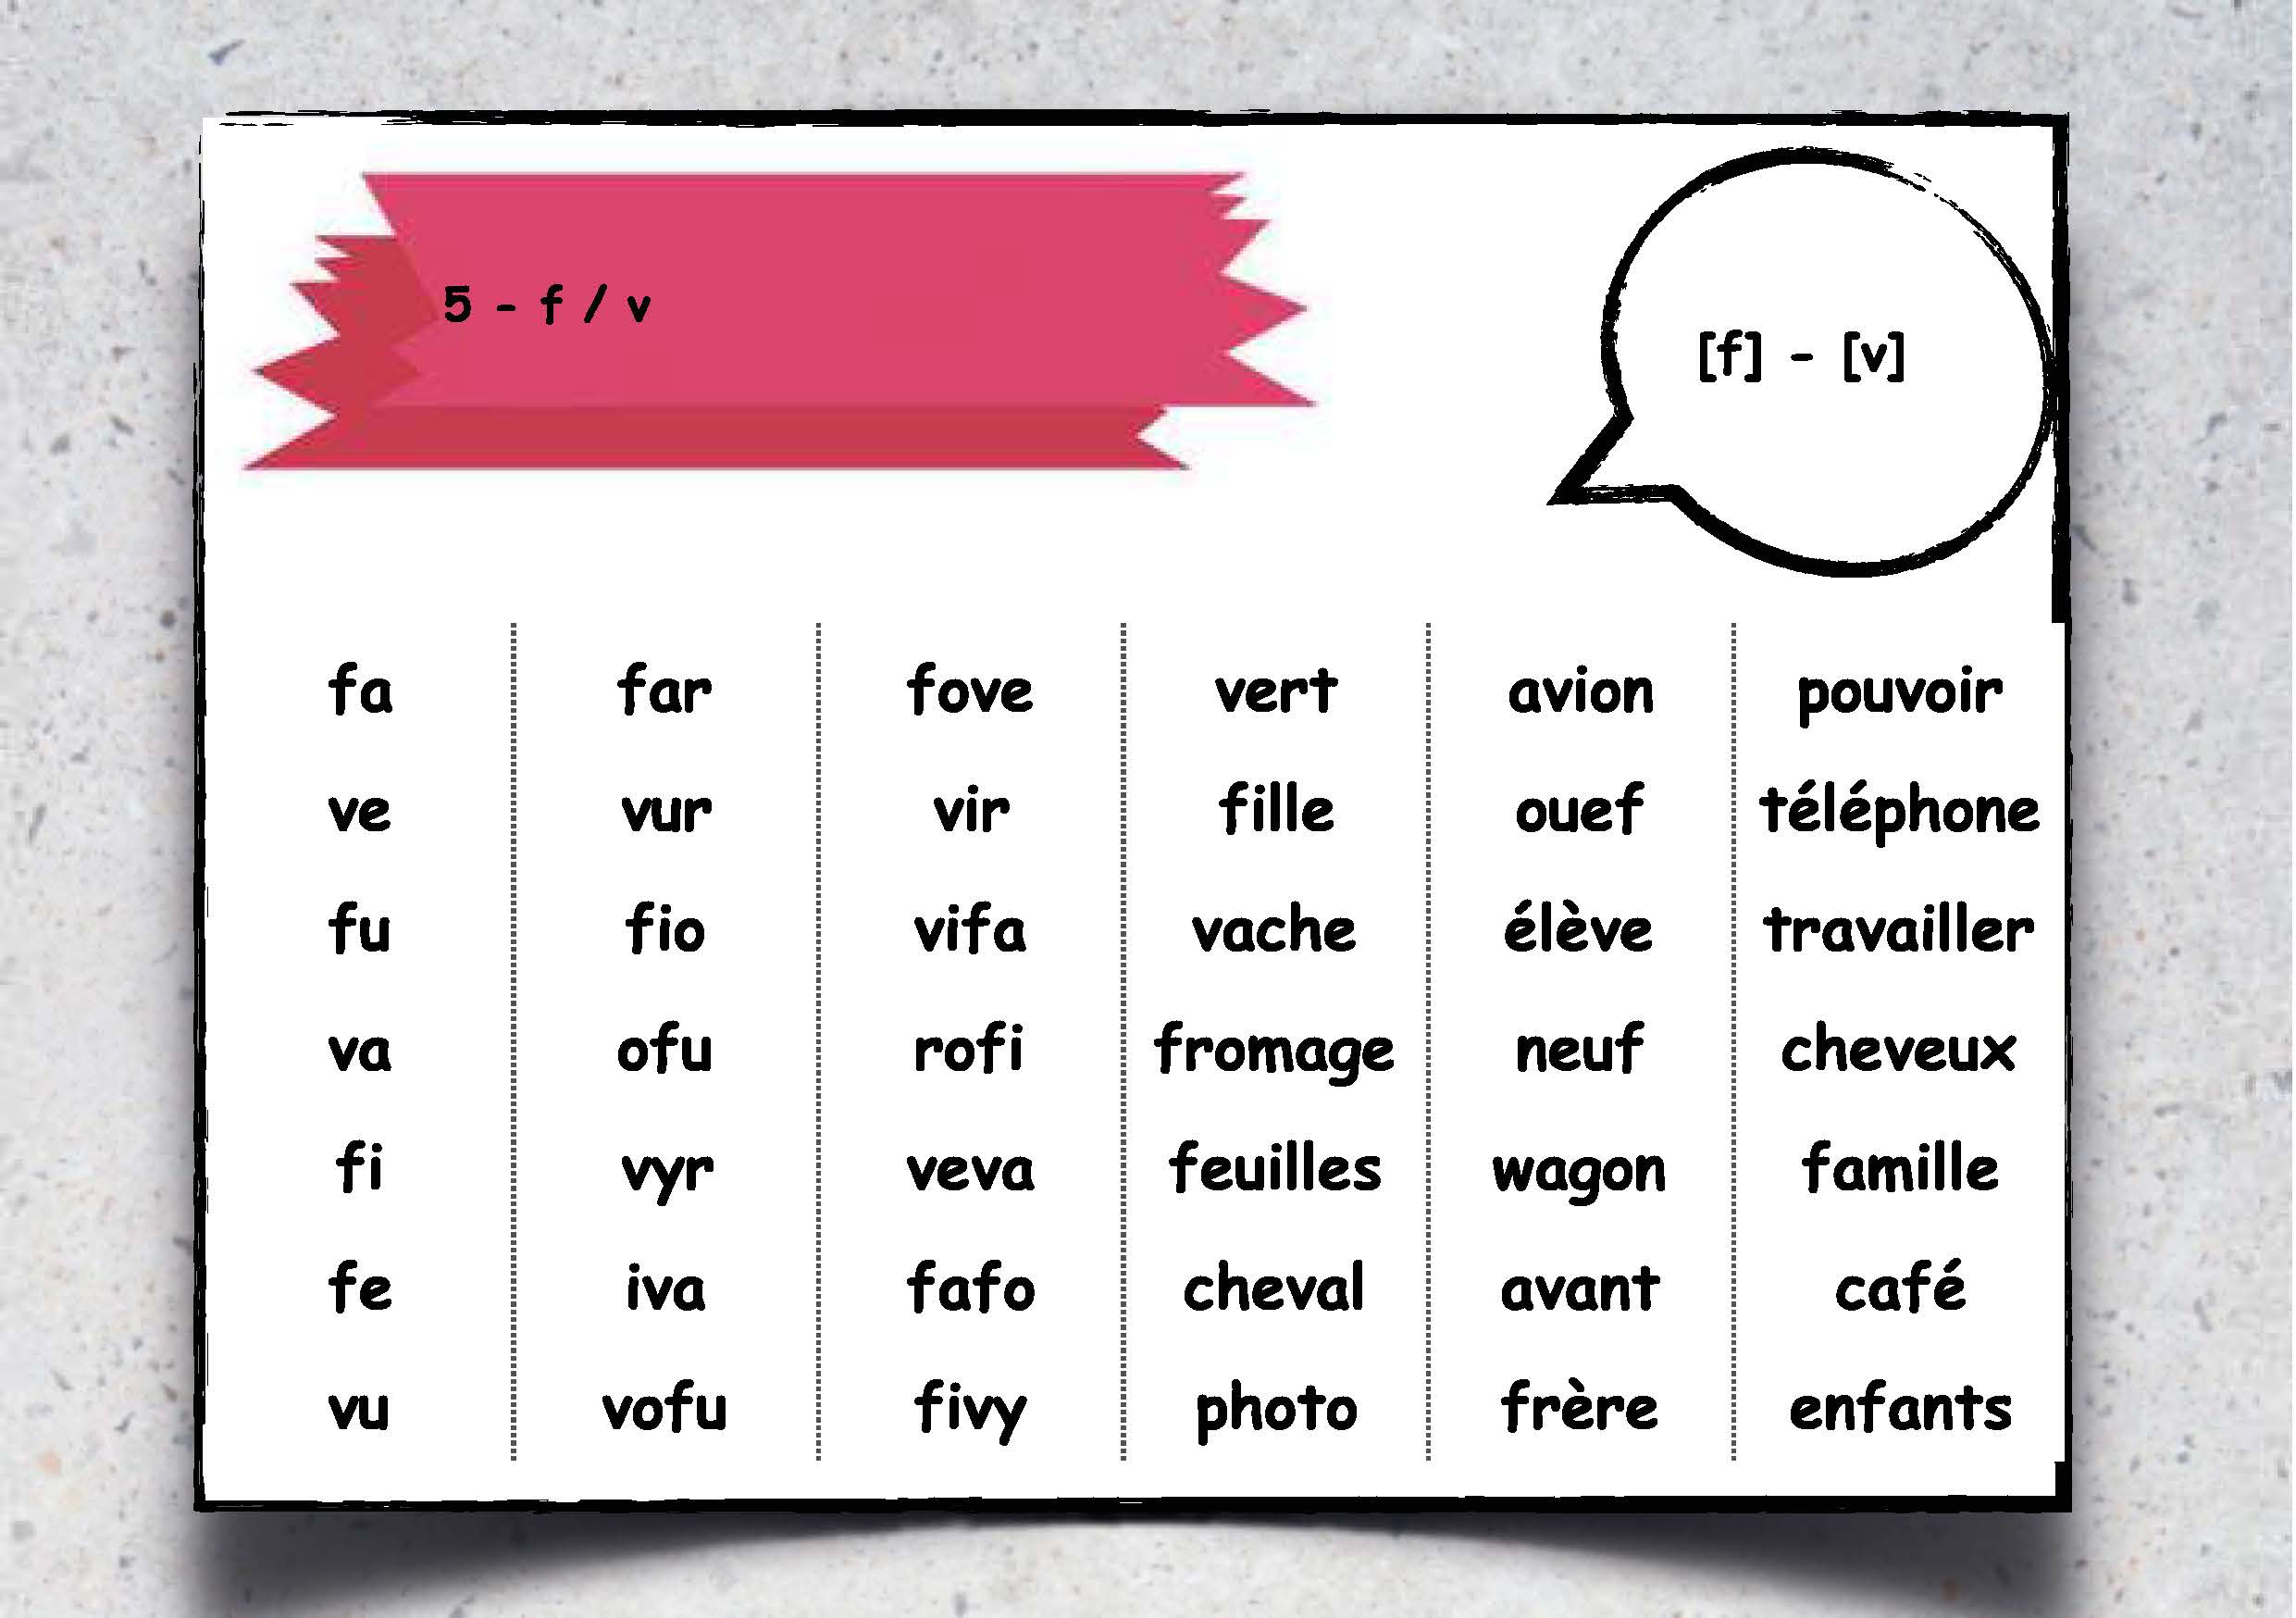 5 - f / v
[f] - [v]
fa far fove vert avion pouvoir
ve vur vir fille ouef téléphone
fu fio vifa vache élève travailler
va ofu rofi fromage neuf cheveux
fi vyr veva feuilles wagon famille
fe iva fafo cheval avant café
vu vofu fivy photo frère enfants